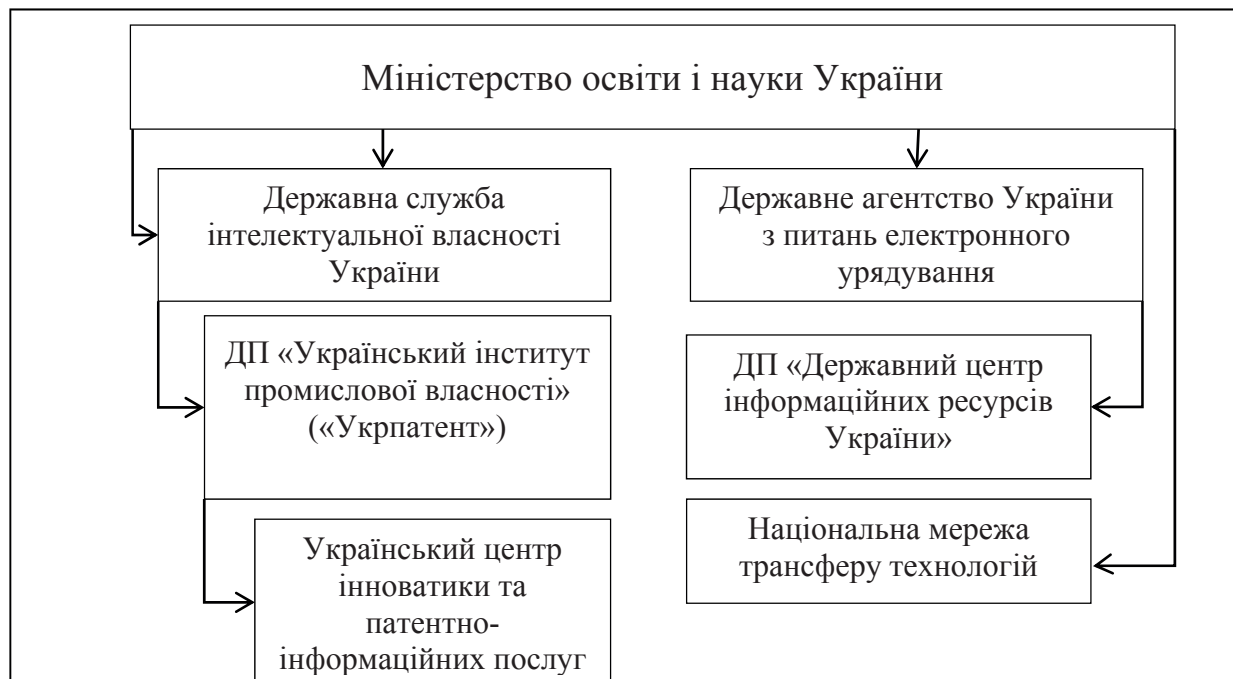 Міністерство освіти і науки України
Державна служба
інтелектуальної власності
України
ДП «Український інститут
промислової власності»
(«Укрпатент»)
Український центр
інноватики та
патентно-
інформаційних послуг
Державне агентство України
з питань електронного
урядування
ДП «Державний центр
інформаційних ресурсів
України»
Національна мережа
трансферу технологій